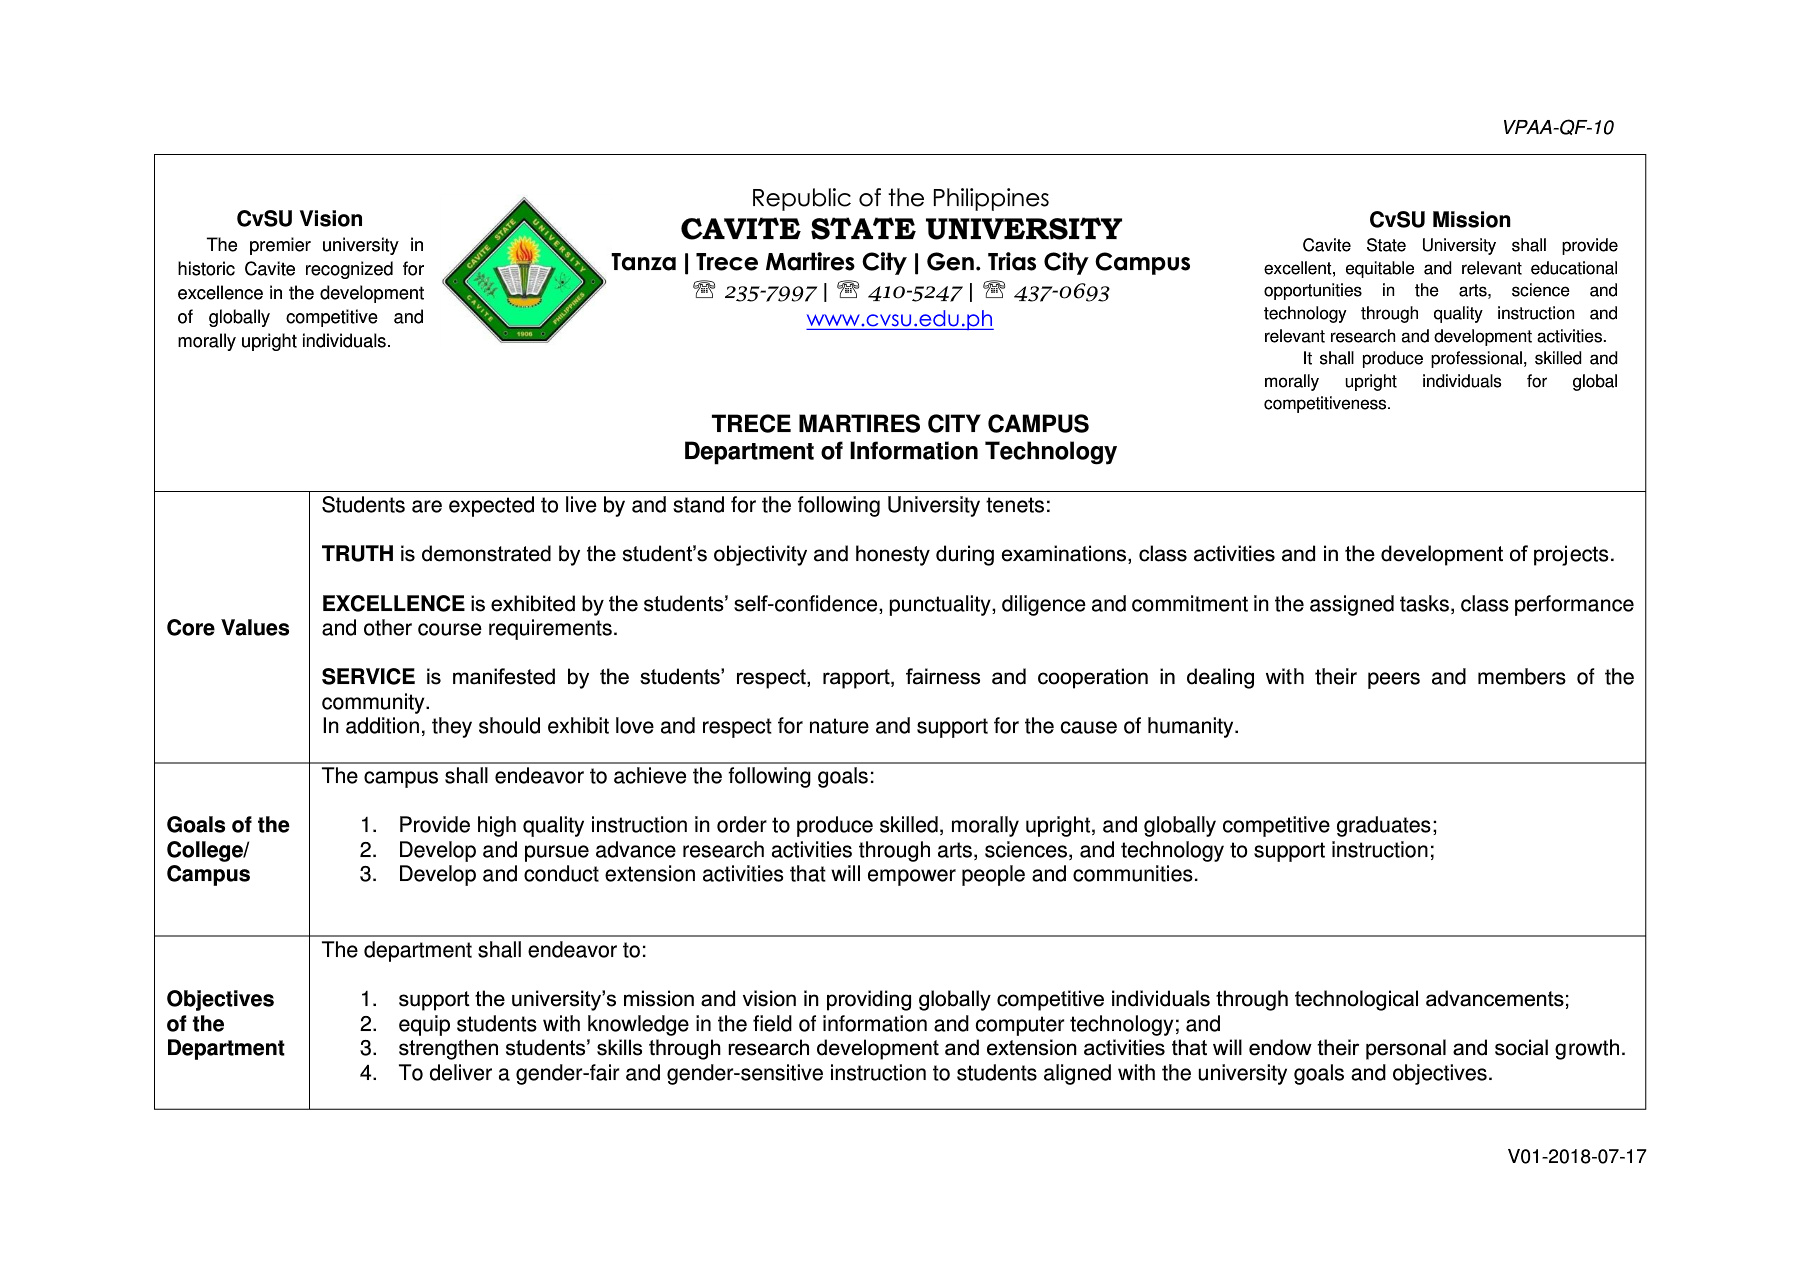 VPAA-QF-10
CvSU Vision
The premier university in
historic Cavite recognized for
excellence in the development
of globally competitive and
morally upright individuals.
CAVITE STATE UNIVERSITY
CAVITE
PHILIPPINES
1906
Republic of the Philippines
CAVITE STATE UNIVERSITY
Tanza | Trece Martires City | Gen. Trias City Campus
☏ 235-7997 | ☏ 410-5247 | ☏ 437-0693
www.cvsu.edu.ph
CvSU Mission
Cavite State University shall provide
excellent, equitable and relevant educational
opportunities in the arts, science and
technology through quality instruction and
relevant research and development activities.
It shall produce professional, skilled and
morally upright individuals for global
competitiveness.
TRECE MARTIRES CITY CAMPUS
Department of Information Technology
Core Values
Students are expected to live by and stand for the following University tenets:
TRUTH is demonstrated by the student’s objectivity and honesty during examinations, class activities and in the development of projects.
EXCELLENCE is exhibited by the students’ self-confidence, punctuality, diligence and commitment in the assigned tasks, class performance
and other course requirements.
SERVICE is manifested by the students’ respect, rapport, fairness and cooperation in dealing with their peers and members of the
community.
In addition, they should exhibit love and respect for nature and support for the cause of humanity.
Goals of the
College/
Campus
The campus shall endeavor to achieve the following goals:
1. Provide high quality instruction in order to produce skilled, morally upright, and globally competitive graduates;
2. Develop and pursue advance research activities through arts, sciences, and technology to support instruction;
3. Develop and conduct extension activities that will empower people and communities.
Objectives
of the
Department
The department shall endeavor to:
1. support the university’s mission and vision in providing globally competitive individuals through technological advancements;
2. equip students with knowledge in the field of information and computer technology; and
3. strengthen students’ skills through research development and extension activities that will endow their personal and social growth.
4. To deliver a gender-fair and gender-sensitive instruction to students aligned with the university goals and objectives.
V01-2018-07-17